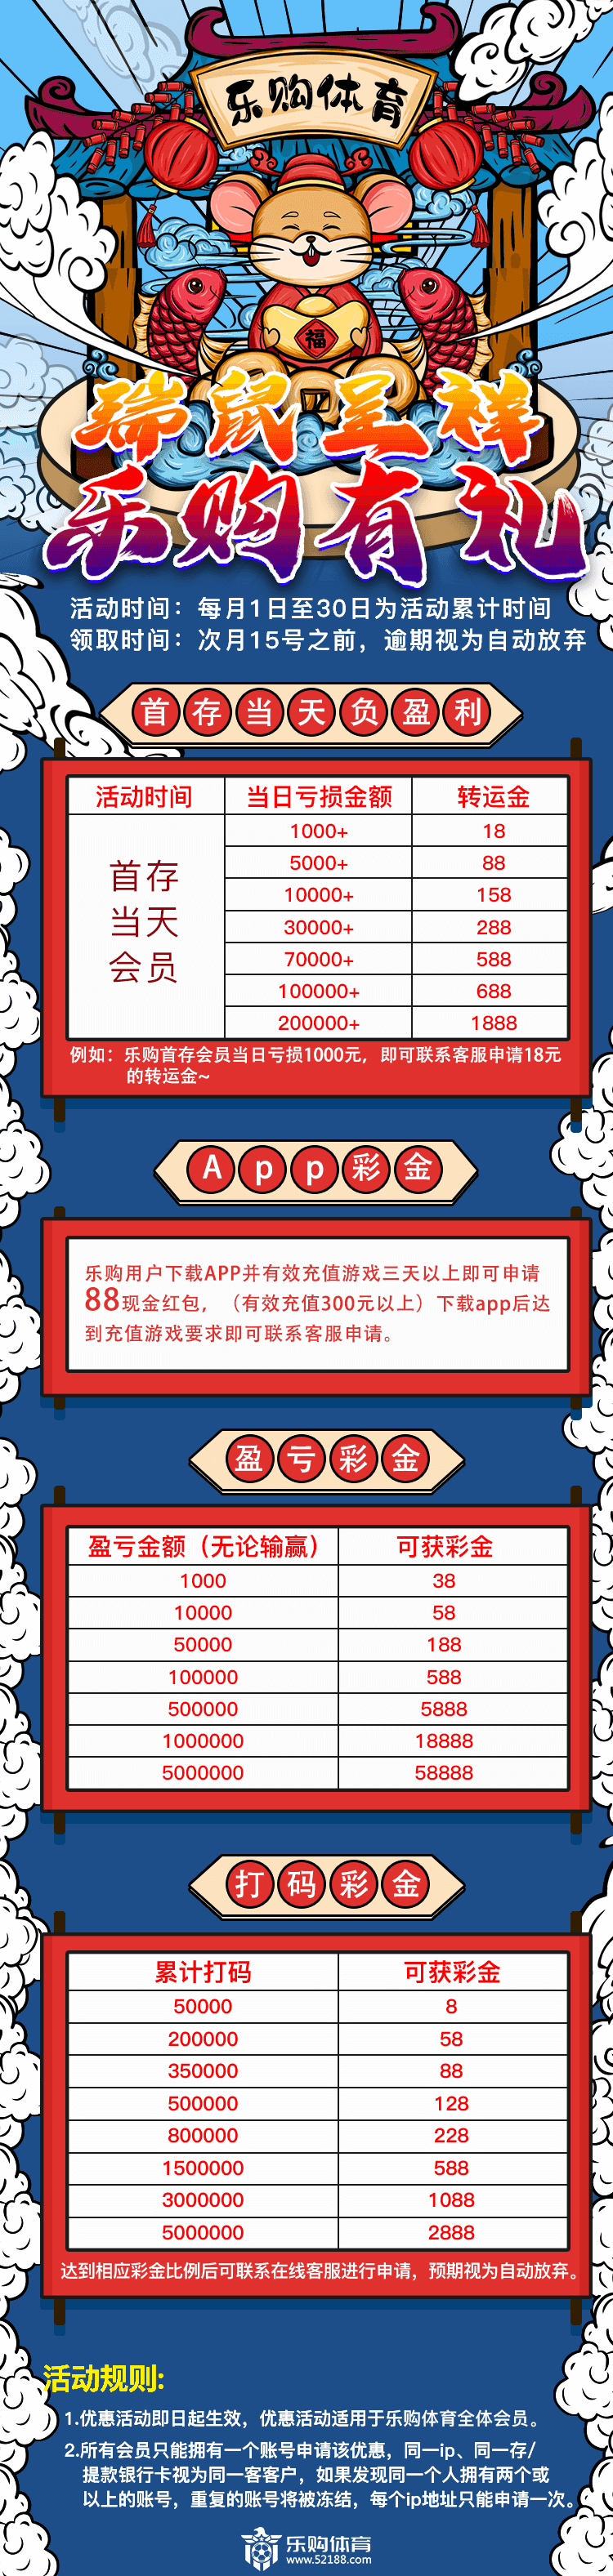 乐购体育
福
瑞鼠呈祥
乐购有礼
活动时间：每月1日至30日为活动累计时间
领取时间：次月15号之前，逾期视为自动放弃
首存当天负盈利
活动时间 当日亏损金额 转运金
首存
当天
会员
1000+ 18
5000+ 88
10000+ 158
30000+ 288
70000+ 588
100000+ 688
200000+ 1888
例如：乐购首存会员当日亏损1000元，即可联系客服申请18元
的转运金~
App彩金
乐购用户下载APP并有效充值游戏三天以上即可申请
88现金红包，（有效充值300元以上）下载app后达
到充值游戏要求即可联系客服申请。
盈亏彩金
盈亏金额（无论输赢） 可获彩金
1000 38
10000 58
50000 188
100000 588
500000 5888
1000000 18888
5000000 58888
打码彩金
累计打码 可获彩金
50000 8
200000 58
350000 88
500000 128
800000 228
1500000 588
3000000 1088
5000000 2888
达到相应彩金比例后可联系在线客服进行申请，预期视为自动放弃。
活动规则:
1.优惠活动即日起生效，优惠活动适用于乐购体育全体会员。
2.所有会员只能拥有一个账号申请该优惠，同一ip、同一存/
提款银行卡视为同一客客户，如果发现同一个人拥有两个或
以上的账号，重复的账号将被冻结，每个ip地址只能申请一次。
乐购体育
www.52188.com